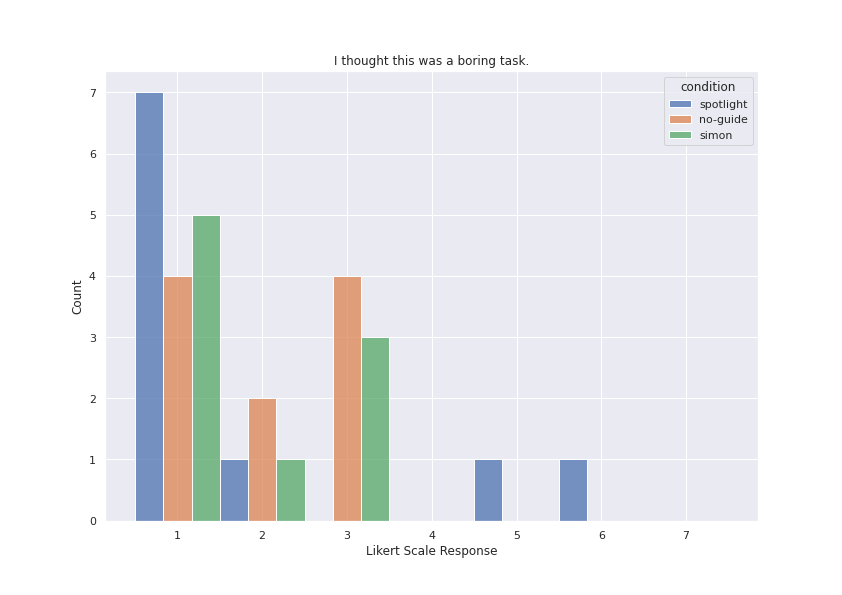 I thought this was a boring task.
condition
spotlight
no-guide
simon
7
6
5
4
3
2
1
0
Count
1 2 3 4 5 6 7
Likert Scale Response